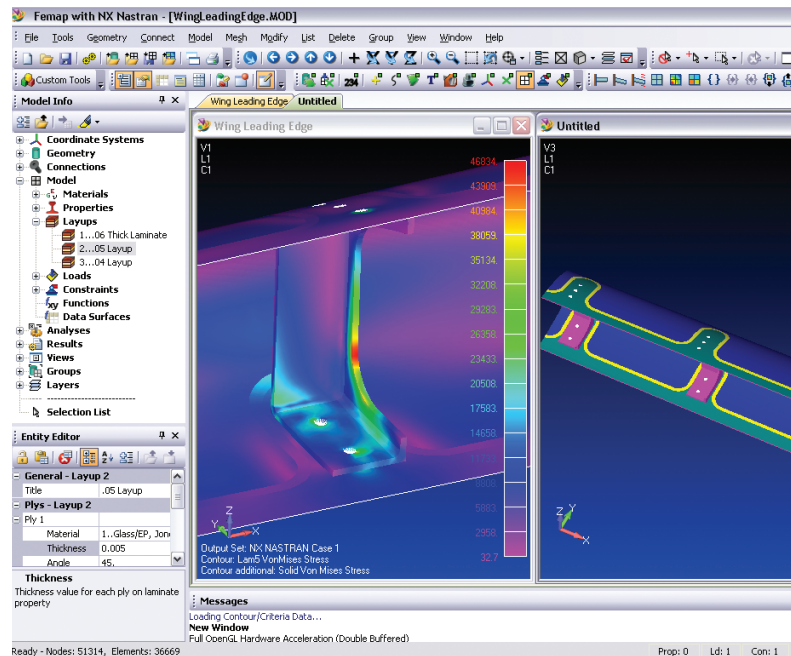 Femap with NX Nastran - [WingLeadingEdge.MOD]
File Tools Geometry Connect Model Mesh Modify List Delete Group View Window Help
Custom Tools
Model Info
Wing Leading Edge Untitled
Coordinate Systems
Geometry
Connections
Model
Materials
Properties
Layups
1...06 Thick Laminate
2...05 Layup
3...04 Layup
Loads
Constraints
Functions
Data Surfaces
Analyses
Results
Views
Groups
Layers
Selection List
Entity Editor
General - Layup 2
Title .05 Layup
Plys - Layup 2
Ply 1
Material 1..Glass/EP, Jon
Thickness 0.005
Angle 45.
Thickness
Thickness value for each ply on laminate
property
Wing Leading Edge
V1
L1
C1
46834.
43909.
40984.
38059.
35134.
32208.
29283.
26358.
23433.
20508.
17583.
14658.
5883.
2958
32.7
Z
Y
X
Output Set: NX NASTRAN Case 1
Contour: Lam5 VonMises Stress
Contour additional: Solid Von Mises Stress
Untitled
V3
L1
C1
Z
Y
X
Messages
Loading Contour/Criteria Data...
New Window
Full OpenGL Hardware Acceleration (Double Buffered)
Ready - Nodes: 51314, Elements: 36669
Prop: 0 Ld: 1 Con: 1